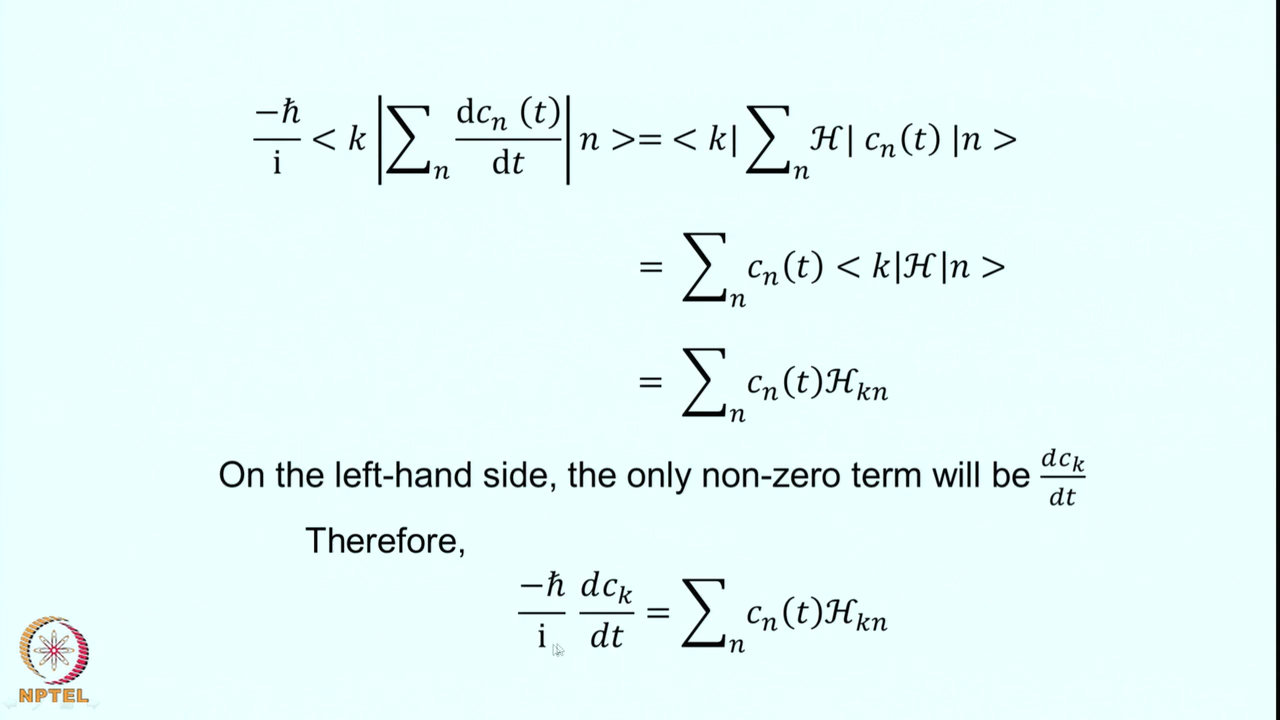 −ħ/i < k |∑ₙ dcₙ (t)/dt| n >= < k| ∑ₙ ℋ| cₙ(t) |n >
= ∑ₙ cₙ(t) < k|ℋ|n >
= ∑ₙ cₙ(t)ℋₖₙ
On the left-hand side, the only non-zero term will be dcₖ/dt
Therefore,
−ħ/i dcₖ/dt = ∑ₙ cₙ(t)ℋₖₙ
NPTEL